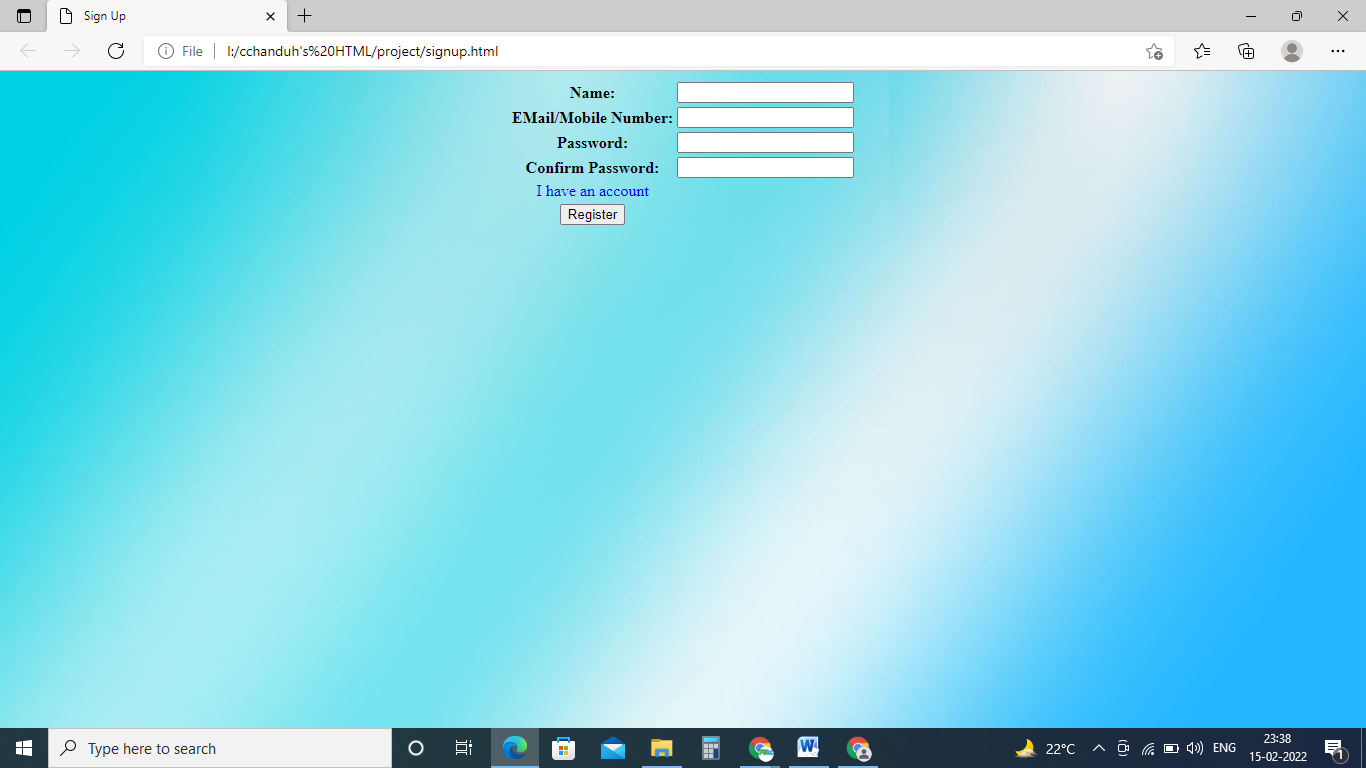 Sign Up
File
I:/cchanduh's%20HTML/project/signup.html
Name:
EMail/Mobile Number:
Password:
Confirm Password:
I have an account
Register
Type here to search
W
22°C
ENG
23:38
15-02-2022
1